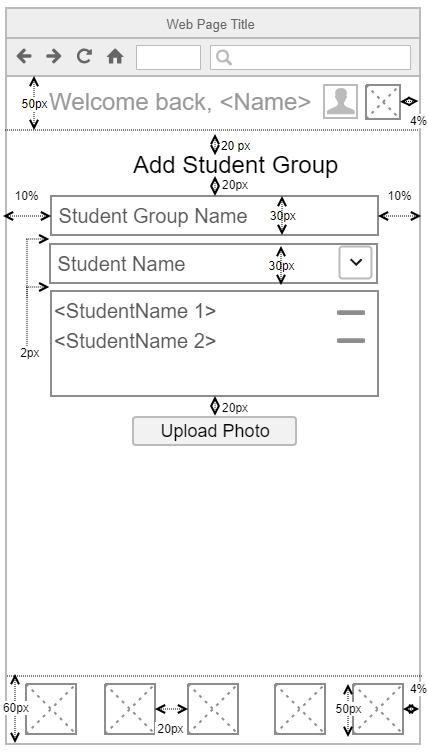 Web Page Title
50px
Welcome back, <Name>
4%
20 px
Add Student Group
20px
10%
10%
Student Group Name
30px
Student Name
30px
<StudentName 1>
<StudentName 2>
2px
20px
Upload Photo
4%
60px
50px
20px